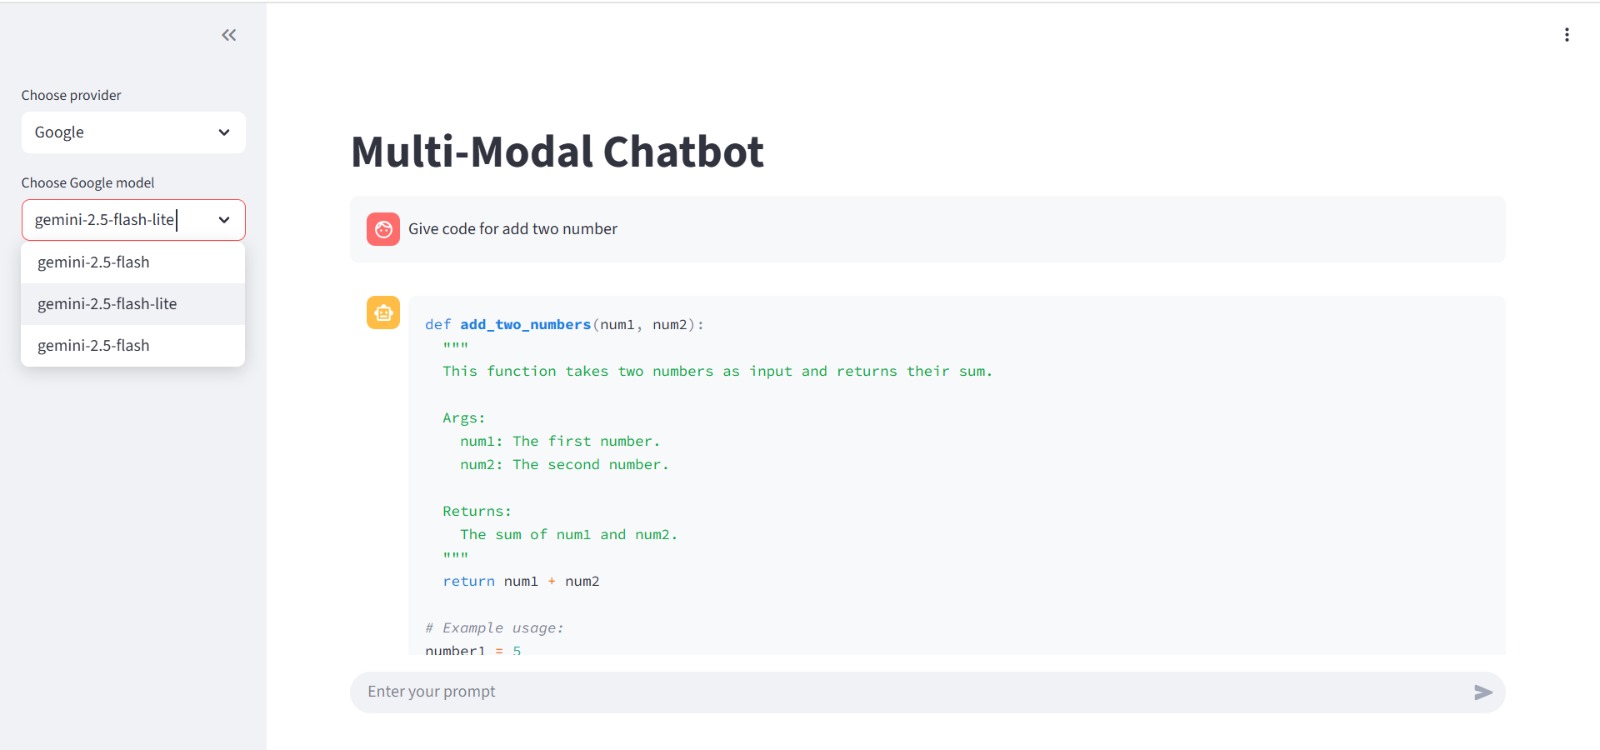 Choose provider
Google
Choose Google model
gemini-2.5-flash-lite
gemini-2.5-flash
gemini-2.5-flash-lite
gemini-2.5-flash
Multi-Modal Chatbot
Give code for add two number
def add_two_numbers(num1, num2):
  """
  This function takes two numbers as input and returns their sum.

  Args:
    num1: The first number.
    num2: The second number.

  Returns:
    The sum of num1 and num2.
  """
  return num1 + num2

# Example usage:
number1 = 5
Enter your prompt